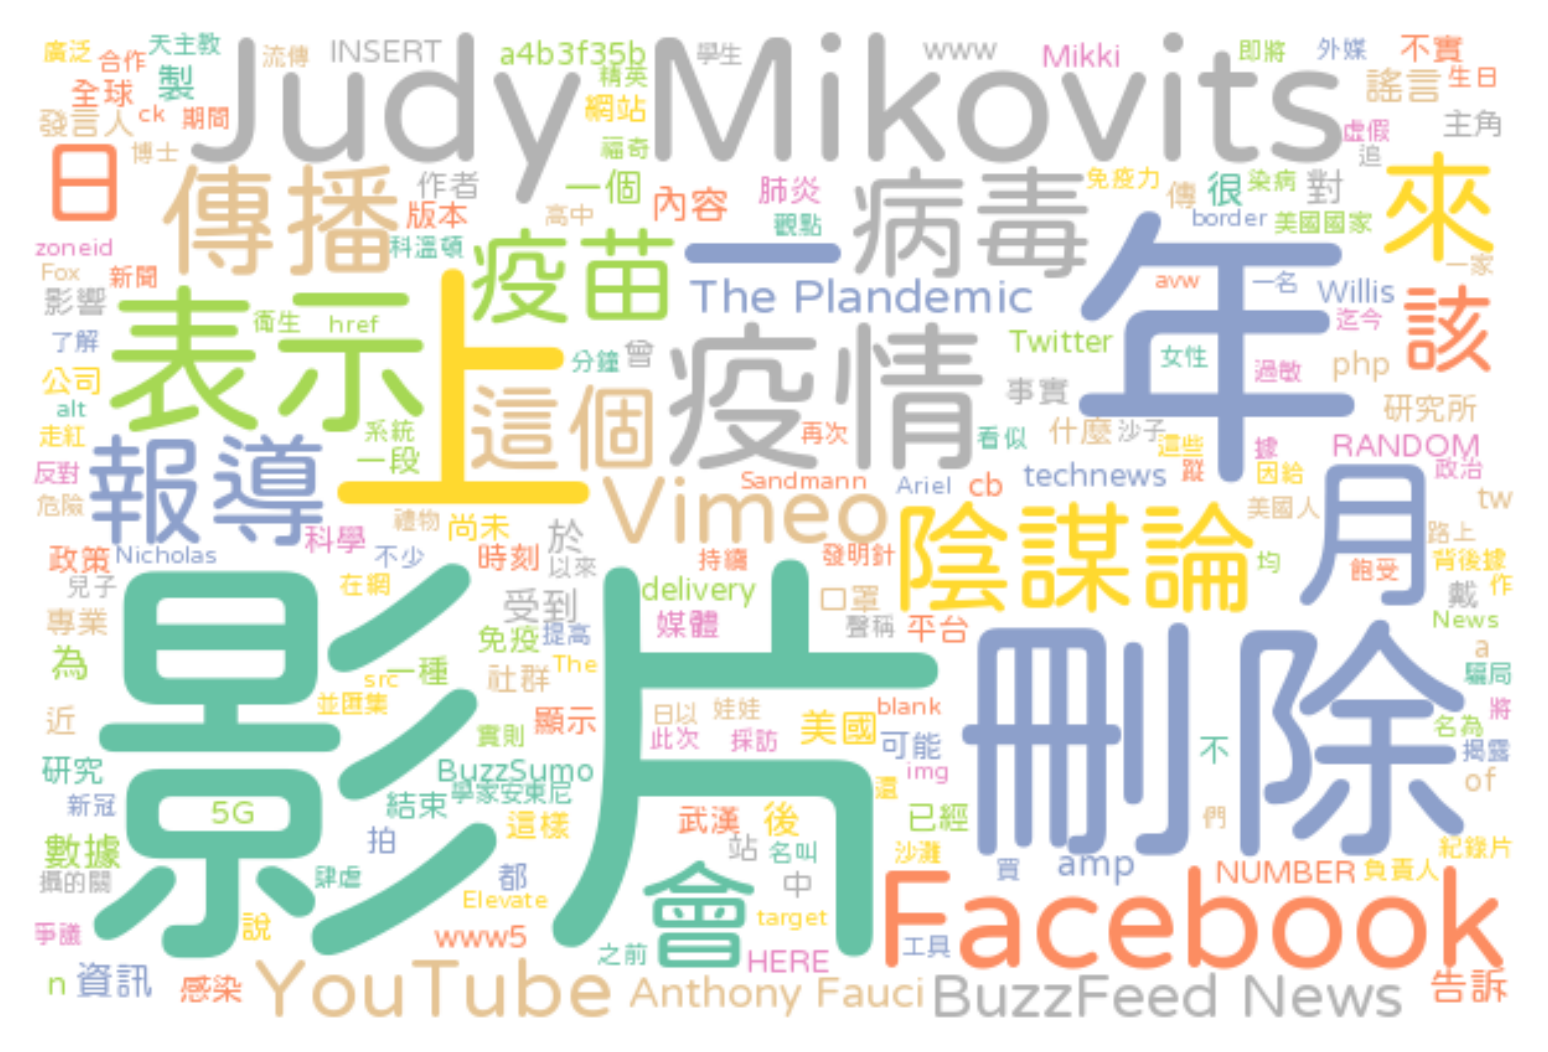 廣泛
合作
天主教
流傳
INSERT
a4b3f35b
學生
www
Mikki
即將
外媒
不實
全球
製
Judy Mikovits
精英
謠言
生日
發言人
ck
期間
網站
主角
虛假
日
博士
福奇
追
傳播
作者
一個
內容
肺炎
病毒
免疫力
傳
很
染病
對
來
版本
高中
觀點
border
美國國家
zoneid
科溫頓
疫苗
一
年
一家
Fox
新聞
影響
The Plandemic
avw
一名
Willis
該
表示
衛生
href
上
迄今
了解
分鐘
曾
疫情
Twitter
女性
過敏
php
公司
這個
事實
研究所
alt
走紅
系統
一段
再次
看似
什麼
沙子
這些
據
RANDOM
報導
反對
Sandmann
Ariel
cb
technews
蹤
因給
政治
月
危險
禮物
尚未
Vimeo
陰謀論
美國人
tw
科學
於
路上
政策
Nicholas
不少
時刻
以來
持續
發明針
均
飽受
背後據
兒子
在網
delivery
口罩
戴
作
專業
受到
媒體
聲稱
平台
News
影片
免疫
提高
刪除
a
為
一種
src
社群
The
騙局
並匯集
近
顯示
日以
娃娃
美國
blank
將
實則
此次
採訪
可能
不
名為
揭露
研究
BuzzSumo
img
of
新冠
5G
結束
學家安東尼
還
這樣
武漢
後
已經
們
數據
拍
站
名叫
沙灘
紀錄片
攝的關
肆虐
都
會
中
買
amp
NUMBER
負責人
Elevate
target
Facebook
爭議
說
www5
之前
HERE
工具
n
資訊
感染
YouTube
Anthony Fauci
BuzzFeed News
告訴